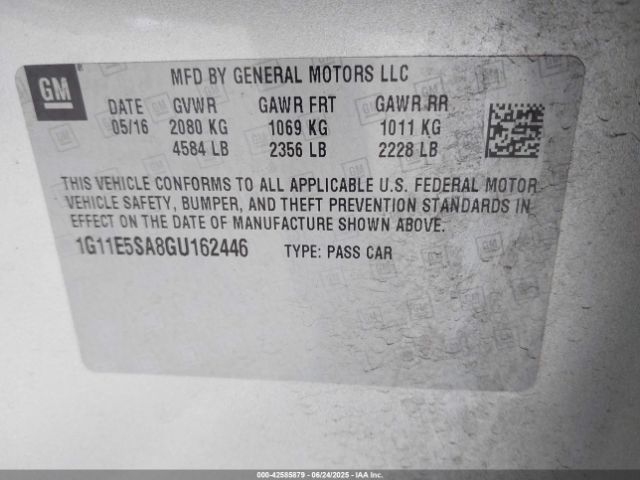 GM
MFD BY GENERAL MOTORS LLC
DATE GVWR GAWR FRT GAWR RR
05/16 2080 KG 1069 KG 1011 KG
4584 LB 2356 LB 2228 LB
THIS VEHICLE CONFORMS TO ALL APPLICABLE U.S. FEDERAL MOTOR
VEHICLE SAFETY, BUMPER, AND THEFT PREVENTION STANDARDS IN
EFFECT ON THE DATE OF MANUFACTURE SHOWN ABOVE.
1G11E5SA8GU162446 TYPE: PASS CAR
000-42585879 - 06/24/2025 - IAA Inc.